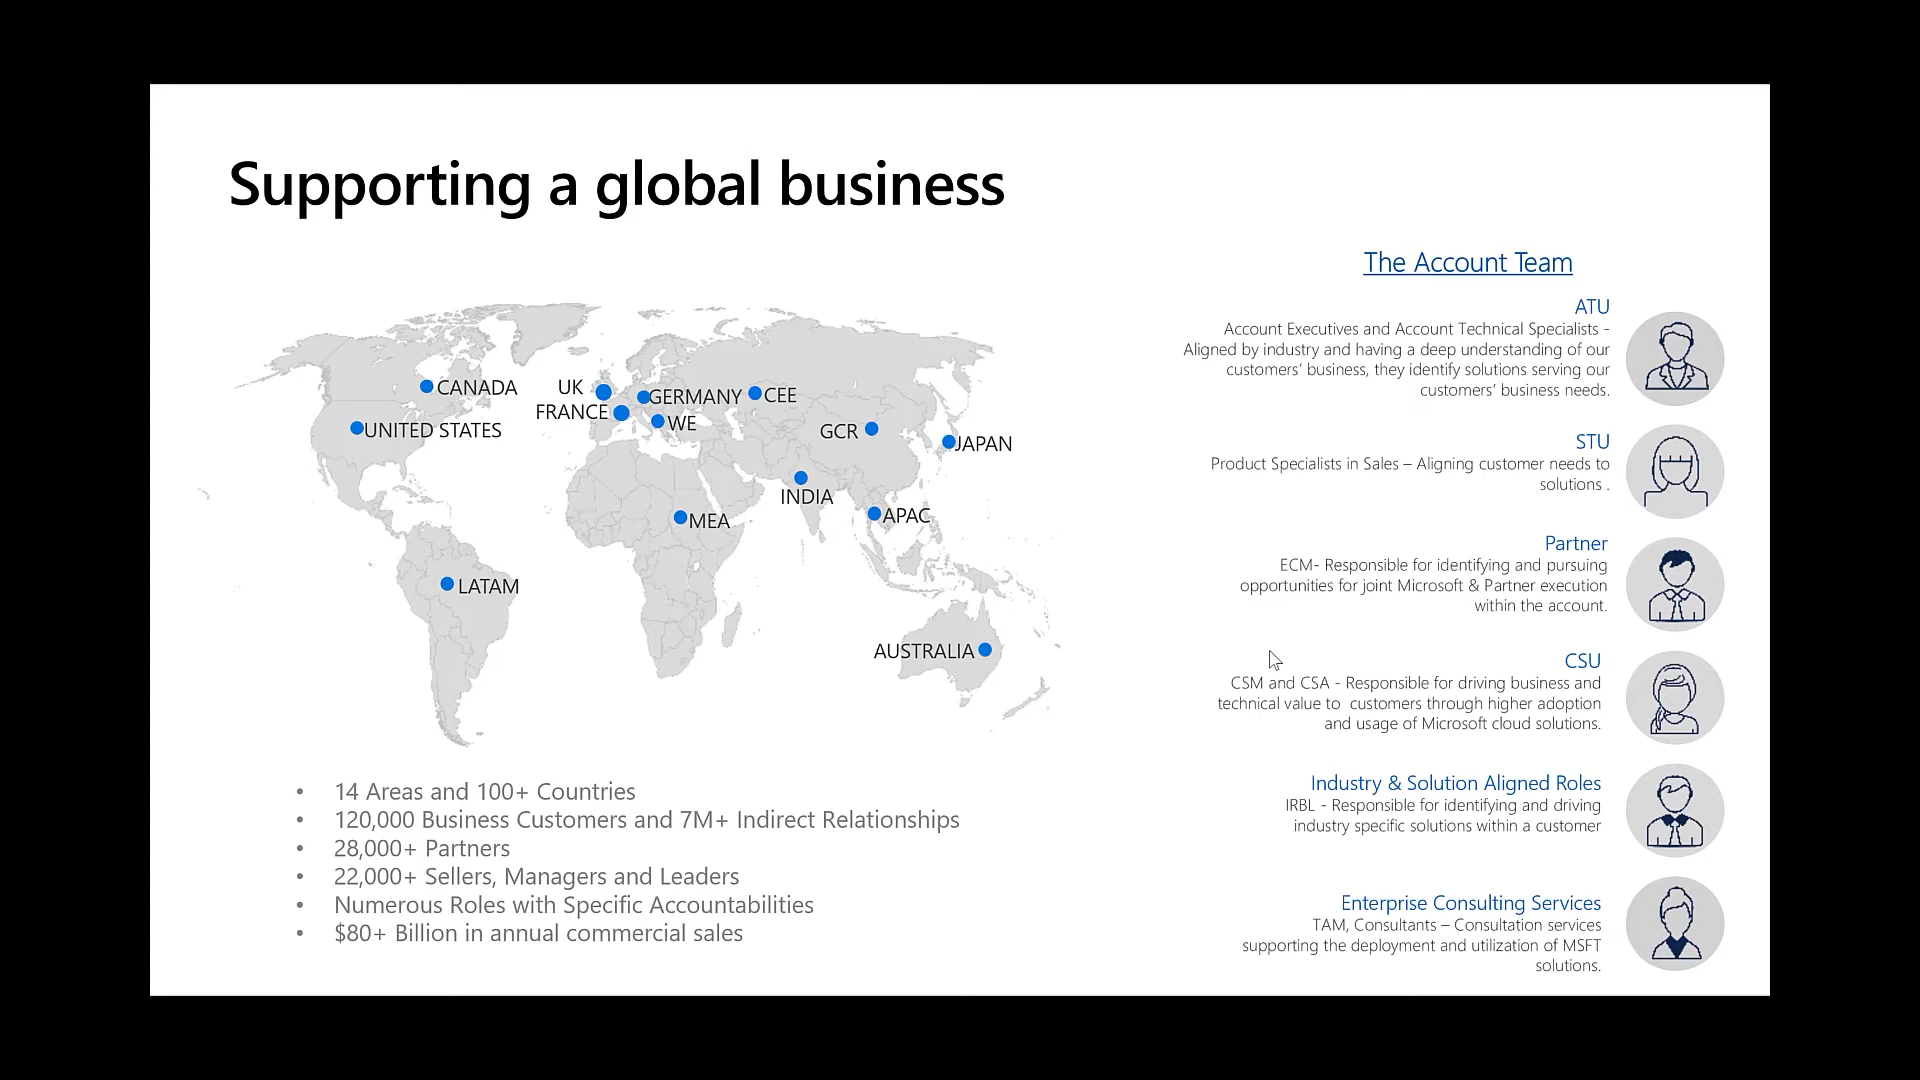 Supporting a global business
CANADA
UNITED STATES
LATAM
UK
FRANCE
GERMANY
WE
CEE
GCR
JAPAN
INDIA
APAC
MEA
AUSTRALIA
• 14 Areas and 100+ Countries
• 120,000 Business Customers and 7M+ Indirect Relationships
• 28,000+ Partners
• 22,000+ Sellers, Managers and Leaders
• Numerous Roles with Specific Accountabilities
• $80+ Billion in annual commercial sales
The Account Team
ATU
Account Executives and Account Technical Specialists -
Aligned by industry and having a deep understanding of our
customers’ business, they identify solutions serving our
customers’ business needs.
STU
Product Specialists in Sales – Aligning customer needs to
solutions .
Partner
ECM- Responsible for identifying and pursuing
opportunities for joint Microsoft & Partner execution
within the account.
CSU
CSM and CSA - Responsible for driving business and
technical value to  customers through higher adoption
and usage of Microsoft cloud solutions.
Industry & Solution Aligned Roles
IRBL - Responsible for identifying and driving
industry specific solutions within a customer
Enterprise Consulting Services
TAM, Consultants – Consultation services
supporting the deployment and utilization of MSFT
solutions.